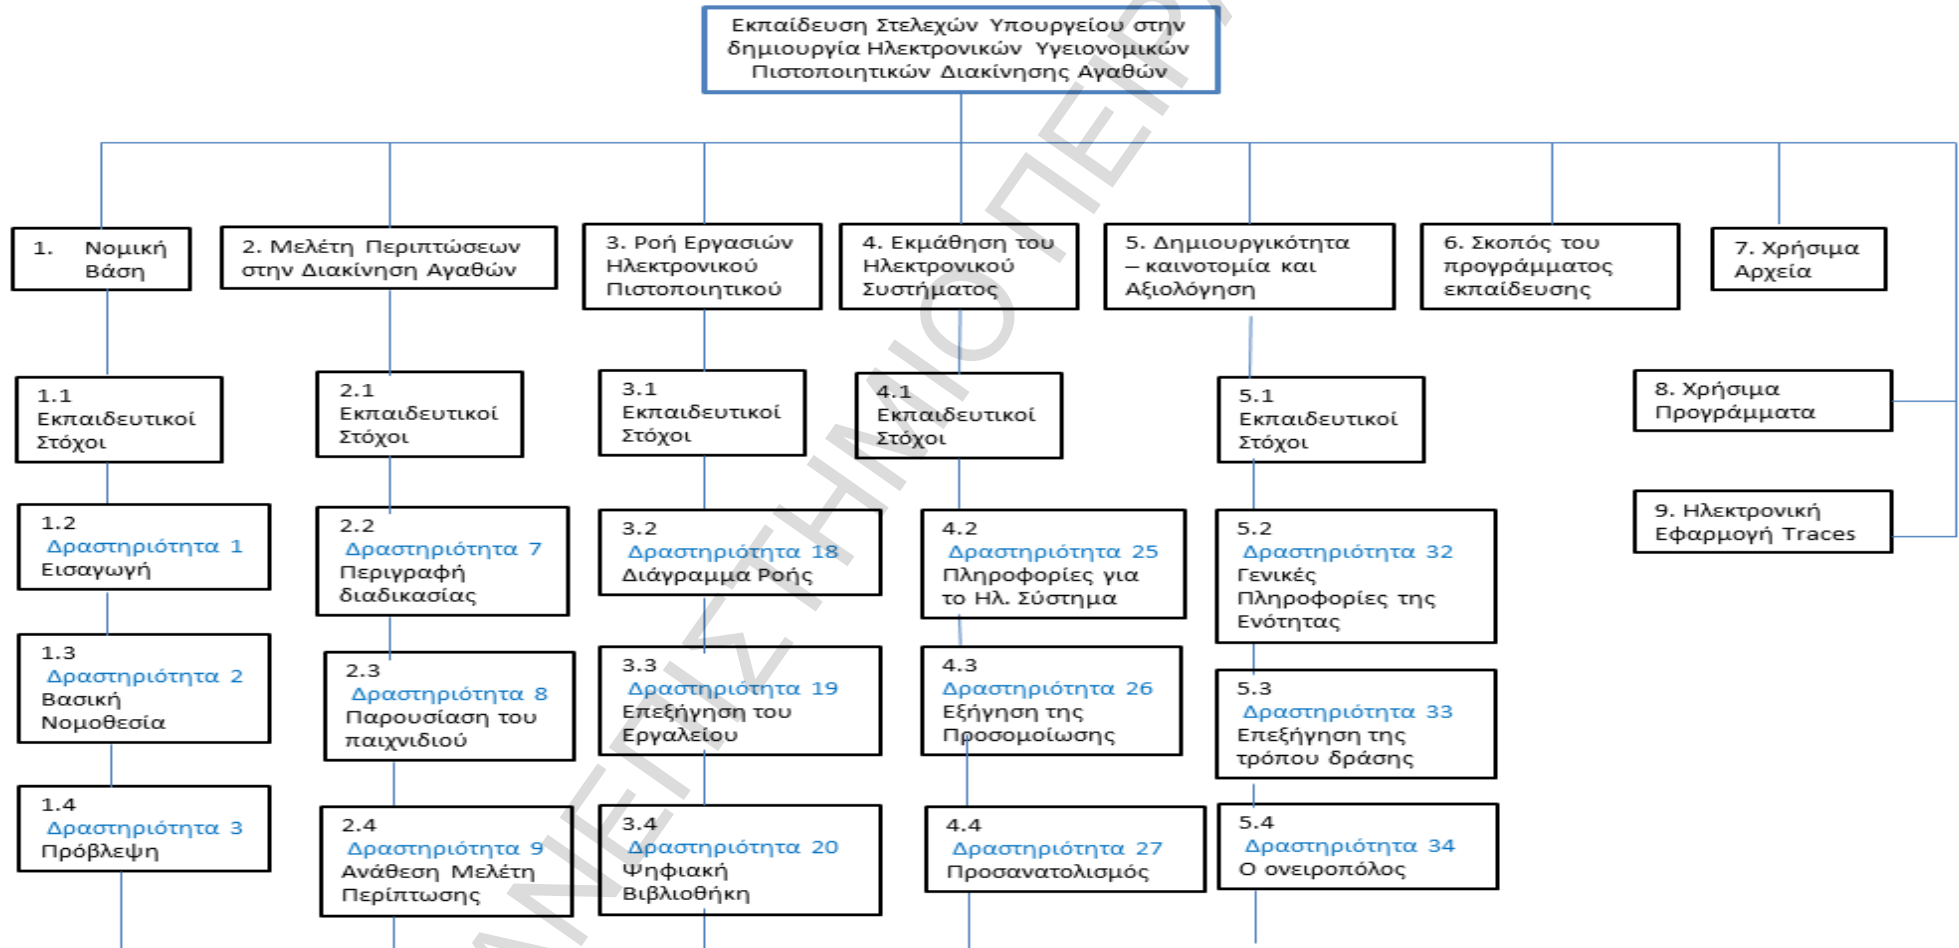 Εκπαίδευση Στελεχών Υπουργείου στην
δημιουργία Ηλεκτρονικών Υγειονομικών
Πιστοποιητικών Διακίνησης Αγαθών
1. Νομική
Βάση
2. Μελέτη Περιπτώσεων
στην Διακίνηση Αγαθών
3. Ροή Εργασιών
Ηλεκτρονικού
Πιστοποιητικού
4. Εκμάθηση του
Ηλεκτρονικού
Συστήματος
5. Δημιουργικότητα
– καινοτομία και
Αξιολόγηση
6. Σκοπός του
προγράμματος
εκπαίδευσης
7. Χρήσιμα
Αρχεία
1.1
Εκπαιδευτικοί
Στόχοι
2.1
Εκπαιδευτικοί
Στόχοι
3.1
Εκπαιδευτικοί
Στόχοι
4.1
Εκπαιδευτικοί
Στόχοι
5.1
Εκπαιδευτικοί
Στόχοι
8. Χρήσιμα
Προγράμματα
1.2
Δραστηριότητα 1
Εισαγωγή
2.2
Δραστηριότητα 7
Περιγραφή
διαδικασίας
3.2
Δραστηριότητα 18
Διάγραμμα Ροής
4.2
Δραστηριότητα 25
Πληροφορίες για
το Ηλ. Σύστημα
5.2
Δραστηριότητα 32
Γενικές
Πληροφορίες της
Ενότητας
9. Ηλεκτρονική
Εφαρμογή Traces
1.3
Δραστηριότητα 2
Βασική
Νομοθεσία
2.3
Δραστηριότητα 8
Παρουσίαση του
παιχνιδιού
3.3
Δραστηριότητα 19
Επεξήγηση του
Εργαλείου
4.3
Δραστηριότητα 26
Εξήγηση της
Προσομοίωσης
5.3
Δραστηριότητα 33
Επεξήγηση της
τρόπου δράσης
1.4
Δραστηριότητα 3
Πρόβλεψη
2.4
Δραστηριότητα 9
Ανάθεση Μελέτη
Περίπτωσης
3.4
Δραστηριότητα 20
Ψηφιακή
Βιβλιοθήκη
4.4
Δραστηριότητα 27
Προσανατολισμός
5.4
Δραστηριότητα 34
Ο ονειροπόλος
ΑΝΕΠΙΣΤΗΜΙΟ ΠΕΙΡΑ